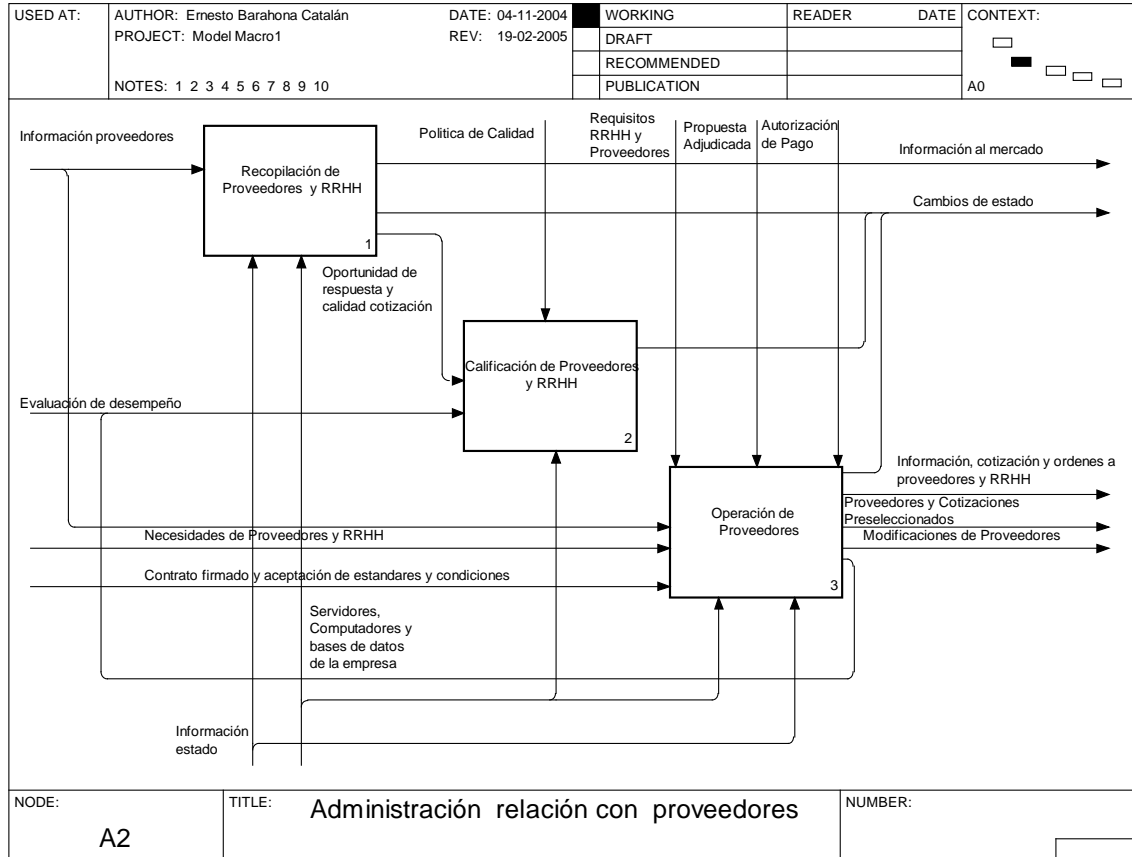 USED AT:
AUTHOR: Ernesto Barahona Catalán
DATE: 04-11-2004
WORKING
READER
DATE
CONTEXT:
PROJECT: Model Macro1
REV: 19-02-2005
DRAFT
RECOMMENDED
NOTES: 1 2 3 4 5 6 7 8 9 10
PUBLICATION
A0
Información proveedores
Recopilación de
Proveedores y RRHH
1
Politica de Calidad
Requisitos
RRHH y
Proveedores
Propuesta
Adjudicada
Autorización
de Pago
Información al mercado
Cambios de estado
Oportunidad de
respuesta y
calidad cotización
Calificación de Proveedores
y RRHH
2
Evaluación de desempeño
Operación de
Proveedores
3
Información, cotización y ordenes a
proveedores y RRHH
Proveedores y Cotizaciones
Preseleccionados
Modificaciones de Proveedores
Necesidades de Proveedores y RRHH
Contrato firmado y aceptación de estandares y condiciones
Servidores,
Computadores y
bases de datos
de la empresa
Información
estado
NODE:
A2
TITLE:
Administración relación con proveedores
NUMBER: